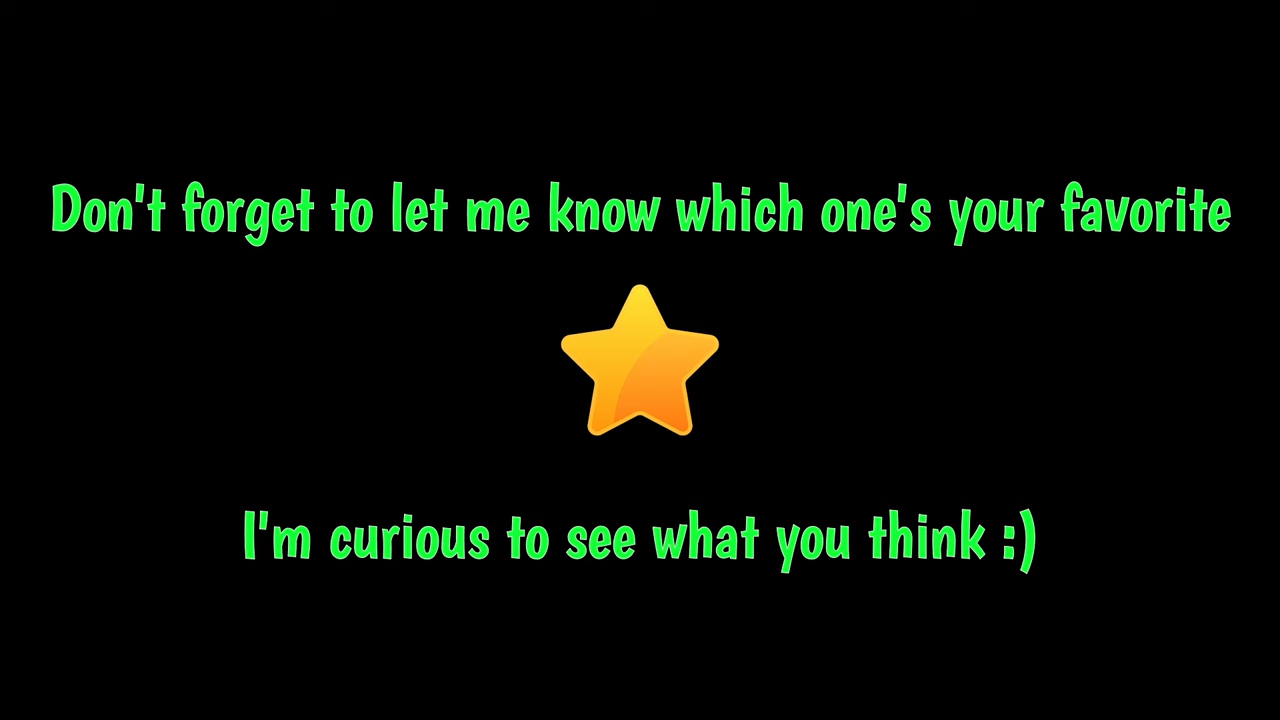 Don't forget to let me know which one's your favorite
I'm curious to see what you think :)